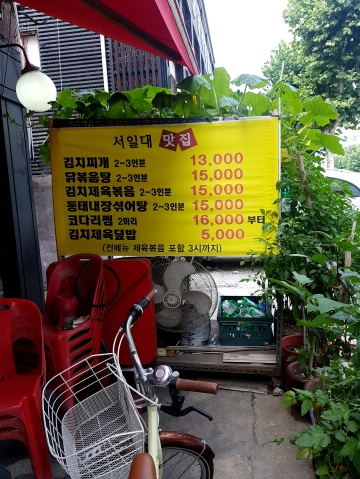 서일대 맛집
김치찌개 2~3인분 13,000
닭볶음탕 2~3인분 15,000
김치제육볶음 2~3인분 15,000
동태내장섞어탕 2~3인분 15,000
코다리찜 2마리 16,000 부터
김치제육덮밥 5,000
(전메뉴 제육볶음 포함 3시까지)